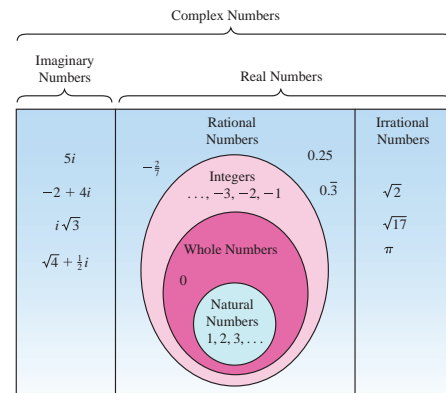 Complex Numbers
Imaginary
Numbers
Real Numbers
Rational
Numbers
Irrational
Numbers
5i
−2 + 4i
i√3
√4 + ½i
−2/7
0.25
0.3̅
Integers
. . . , −3, −2, −1
Whole Numbers
0
Natural
Numbers
1, 2, 3, . . .
√2
√17
π